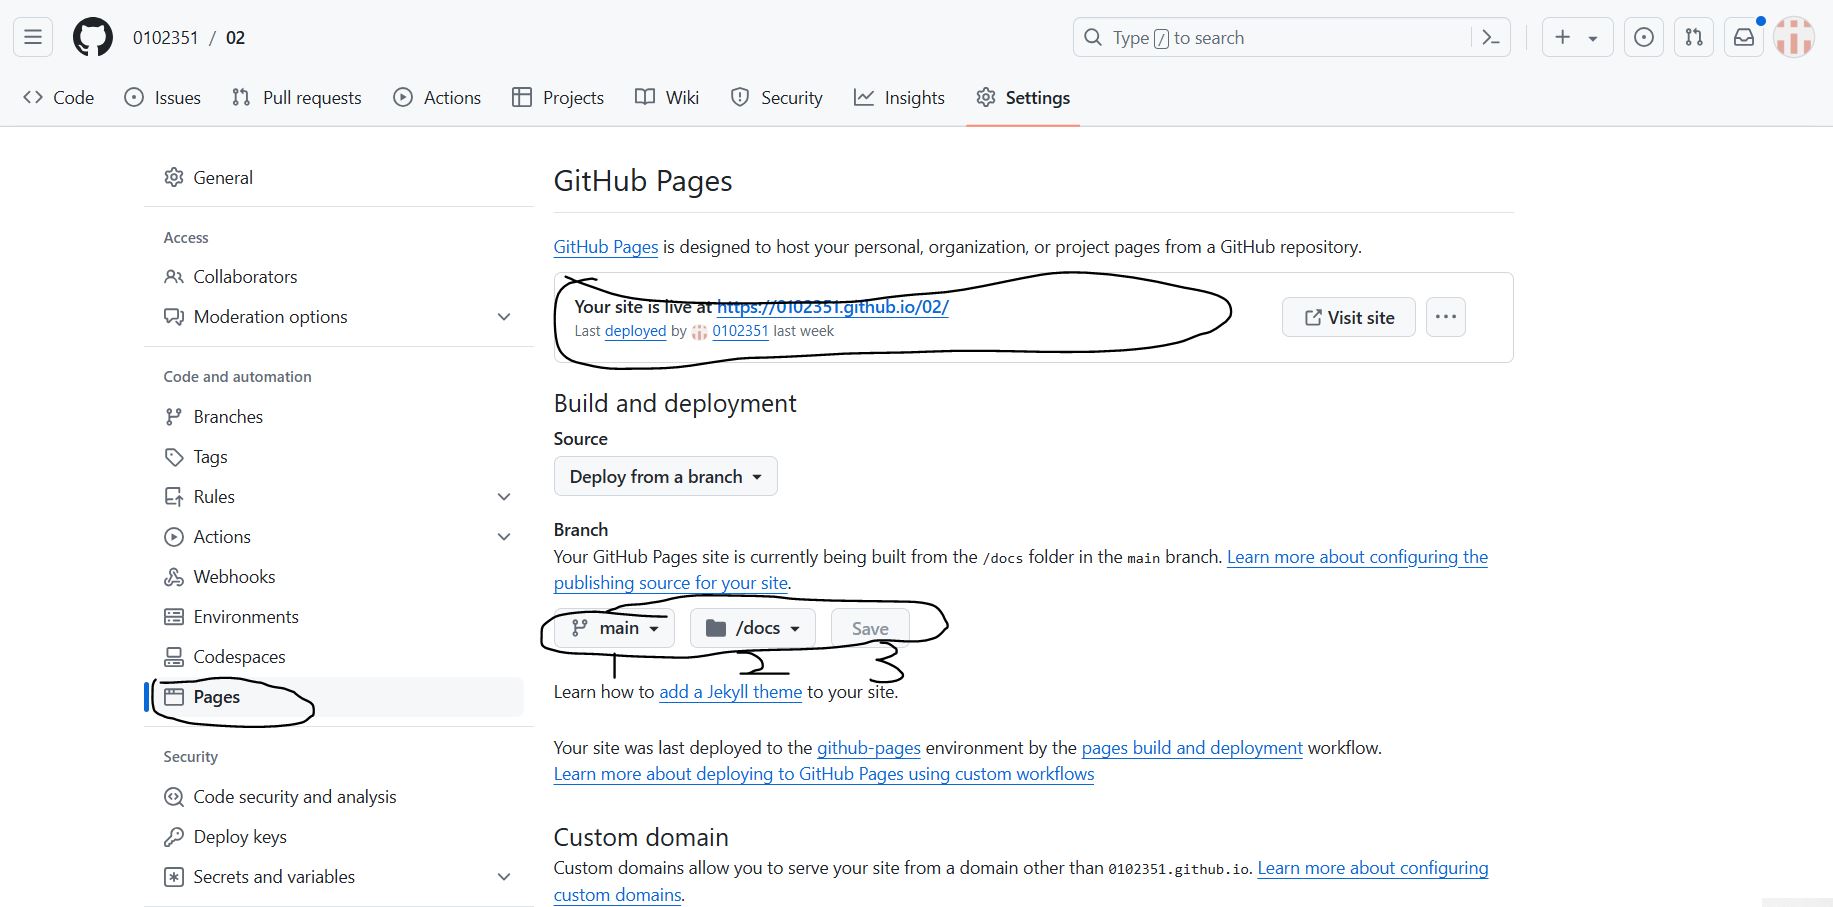 0102351 / 02
Type / to search
Code
Issues
Pull requests
Actions
Projects
Wiki
Security
Insights
Settings
General
Access
Collaborators
Moderation options
Code and automation
Branches
Tags
Rules
Actions
Webhooks
Environments
Codespaces
Pages
Security
Code security and analysis
Deploy keys
Secrets and variables
GitHub Pages
GitHub Pages is designed to host your personal, organization, or project pages from a GitHub repository.
Your site is live at https://0102351.github.io/02/
Last deployed by 0102351 last week
Visit site
Build and deployment
Source
Deploy from a branch
Branch
Your GitHub Pages site is currently being built from the /docs folder in the main branch. Learn more about configuring the
publishing source for your site.
main
/docs
Save
1 2 3
Learn how to add a Jekyll theme to your site.
Your site was last deployed to the github-pages environment by the pages build and deployment workflow.
Learn more about deploying to GitHub Pages using custom workflows
Custom domain
Custom domains allow you to serve your site from a domain other than 0102351.github.io. Learn more about configuring
custom domains.